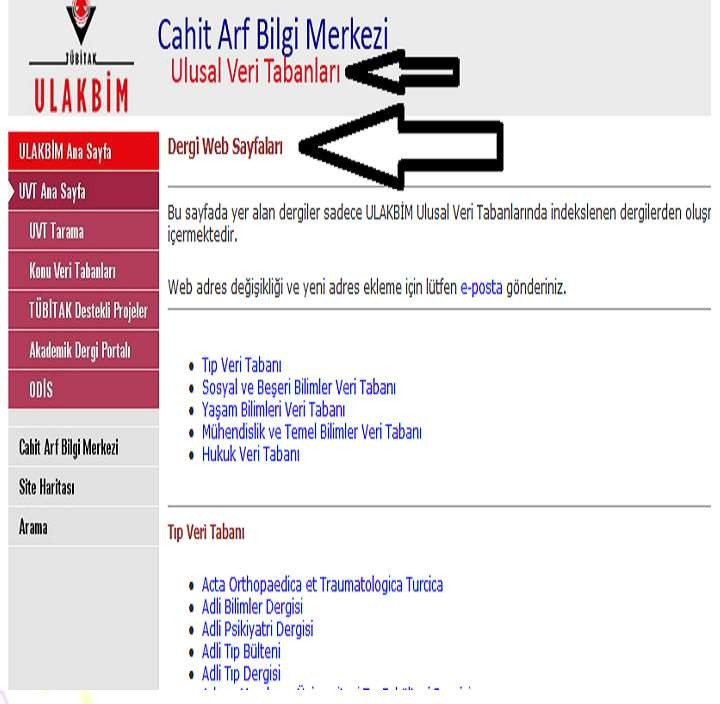 Cahit Arf Bilgi Merkezi
Ulusal Veri Tabanları
TÜBİTAK
ULAKBİM
ULAKBİM Ana Sayfa
UVT Ana Sayfa
UVT Tarama
Konu Veri Tabanları
TÜBİTAK Destekli Projeler
Akademik Dergi Portalı
ODİS
Cahit Arf Bilgi Merkezi
Site Haritası
Arama
Dergi Web Sayfaları
Bu sayfada yer alan dergiler sadece ULAKBİM Ulusal Veri Tabanlarında indekslenen dergilerden
içermektedir.
Web adres değişikliği ve yeni adres ekleme için lütfen e-posta gönderiniz.
Tıp Veri Tabanı
Sosyal ve Beşeri Bilimler Veri Tabanı
Yaşam Bilimleri Veri Tabanı
Mühendislik ve Temel Bilimler Veri Tabanı
Hukuk Veri Tabanı
Tıp Veri Tabanı
Acta Orthopaedica et Traumatologica Turcica
Adli Bilimler Dergisi
Adli Psikiyatri Dergisi
Adli Tıp Bülteni
Adli Tıp Dergisi